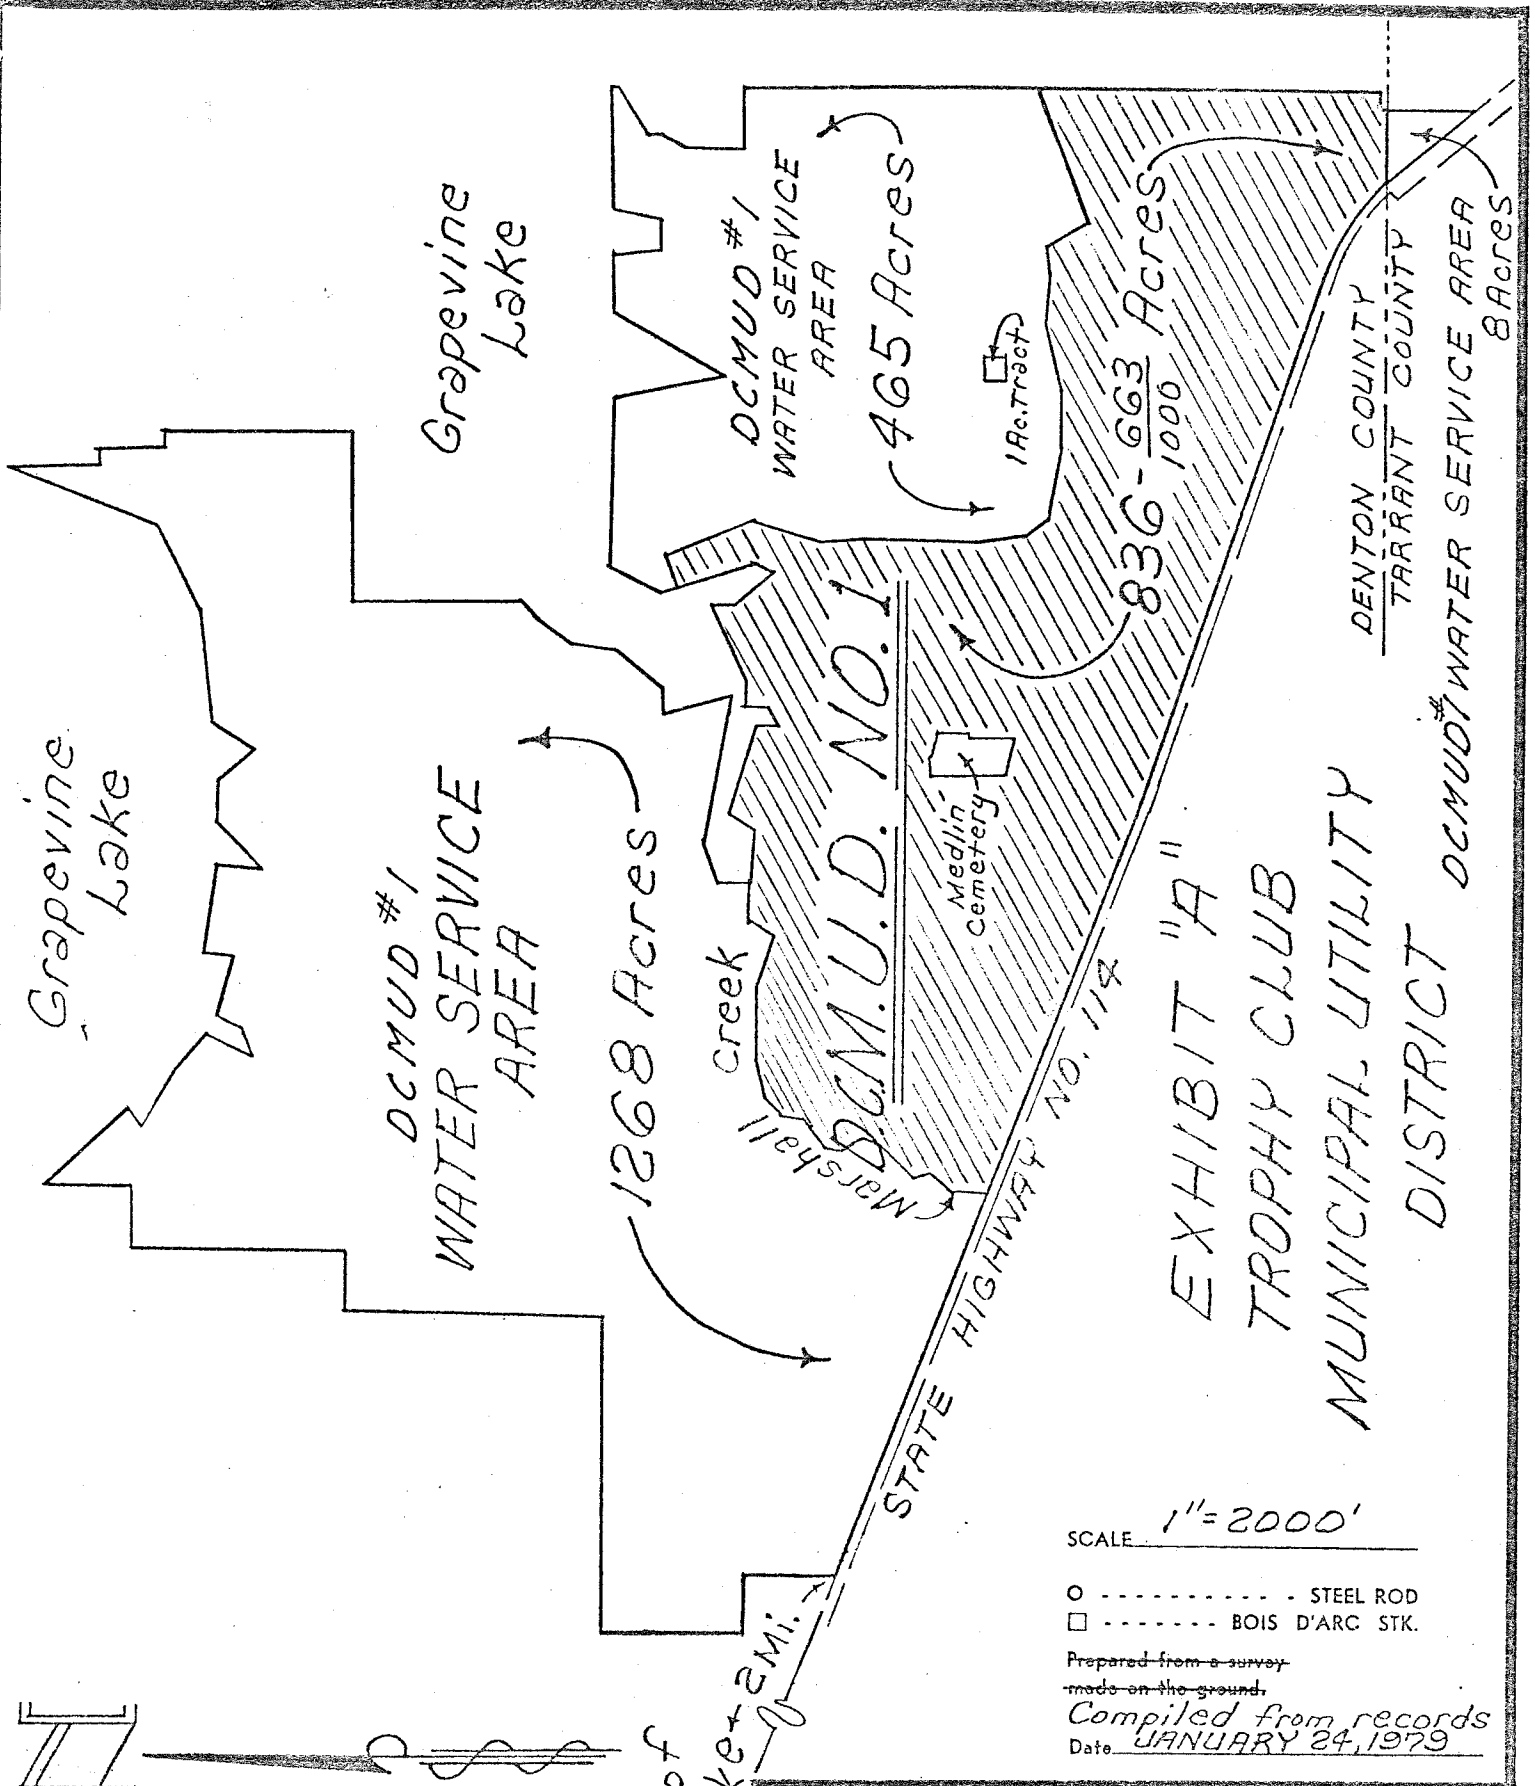 Grapevine
Lake
Grapevine
Lake
DCMUD #1
WATER SERVICE
AREA
1268 Acres
DCMUD #1
WATER SERVICE
AREA
465 Acres
1 Ac. Tract
836-663/1000 Acres
D.C.M.U.D. NO. 1
Medlin
Cemetery
Marshall Creek
STATE HIGHWAY NO. 114
2 Mi.
DENTON COUNTY
TARRANT COUNTY
DCMUD #1 WATER SERVICE AREA
8 Acres
EXHIBIT "A"
TROPHY CLUB
MUNICIPAL UTILITY
DISTRICT
SCALE 1"=2000'
O - - - - - - - - - - - STEEL ROD
□ - - - - - - - BOIS D'ARC STK.
Prepared from a survey
made on the ground.
Compiled from records
Date JANUARY 24, 1979